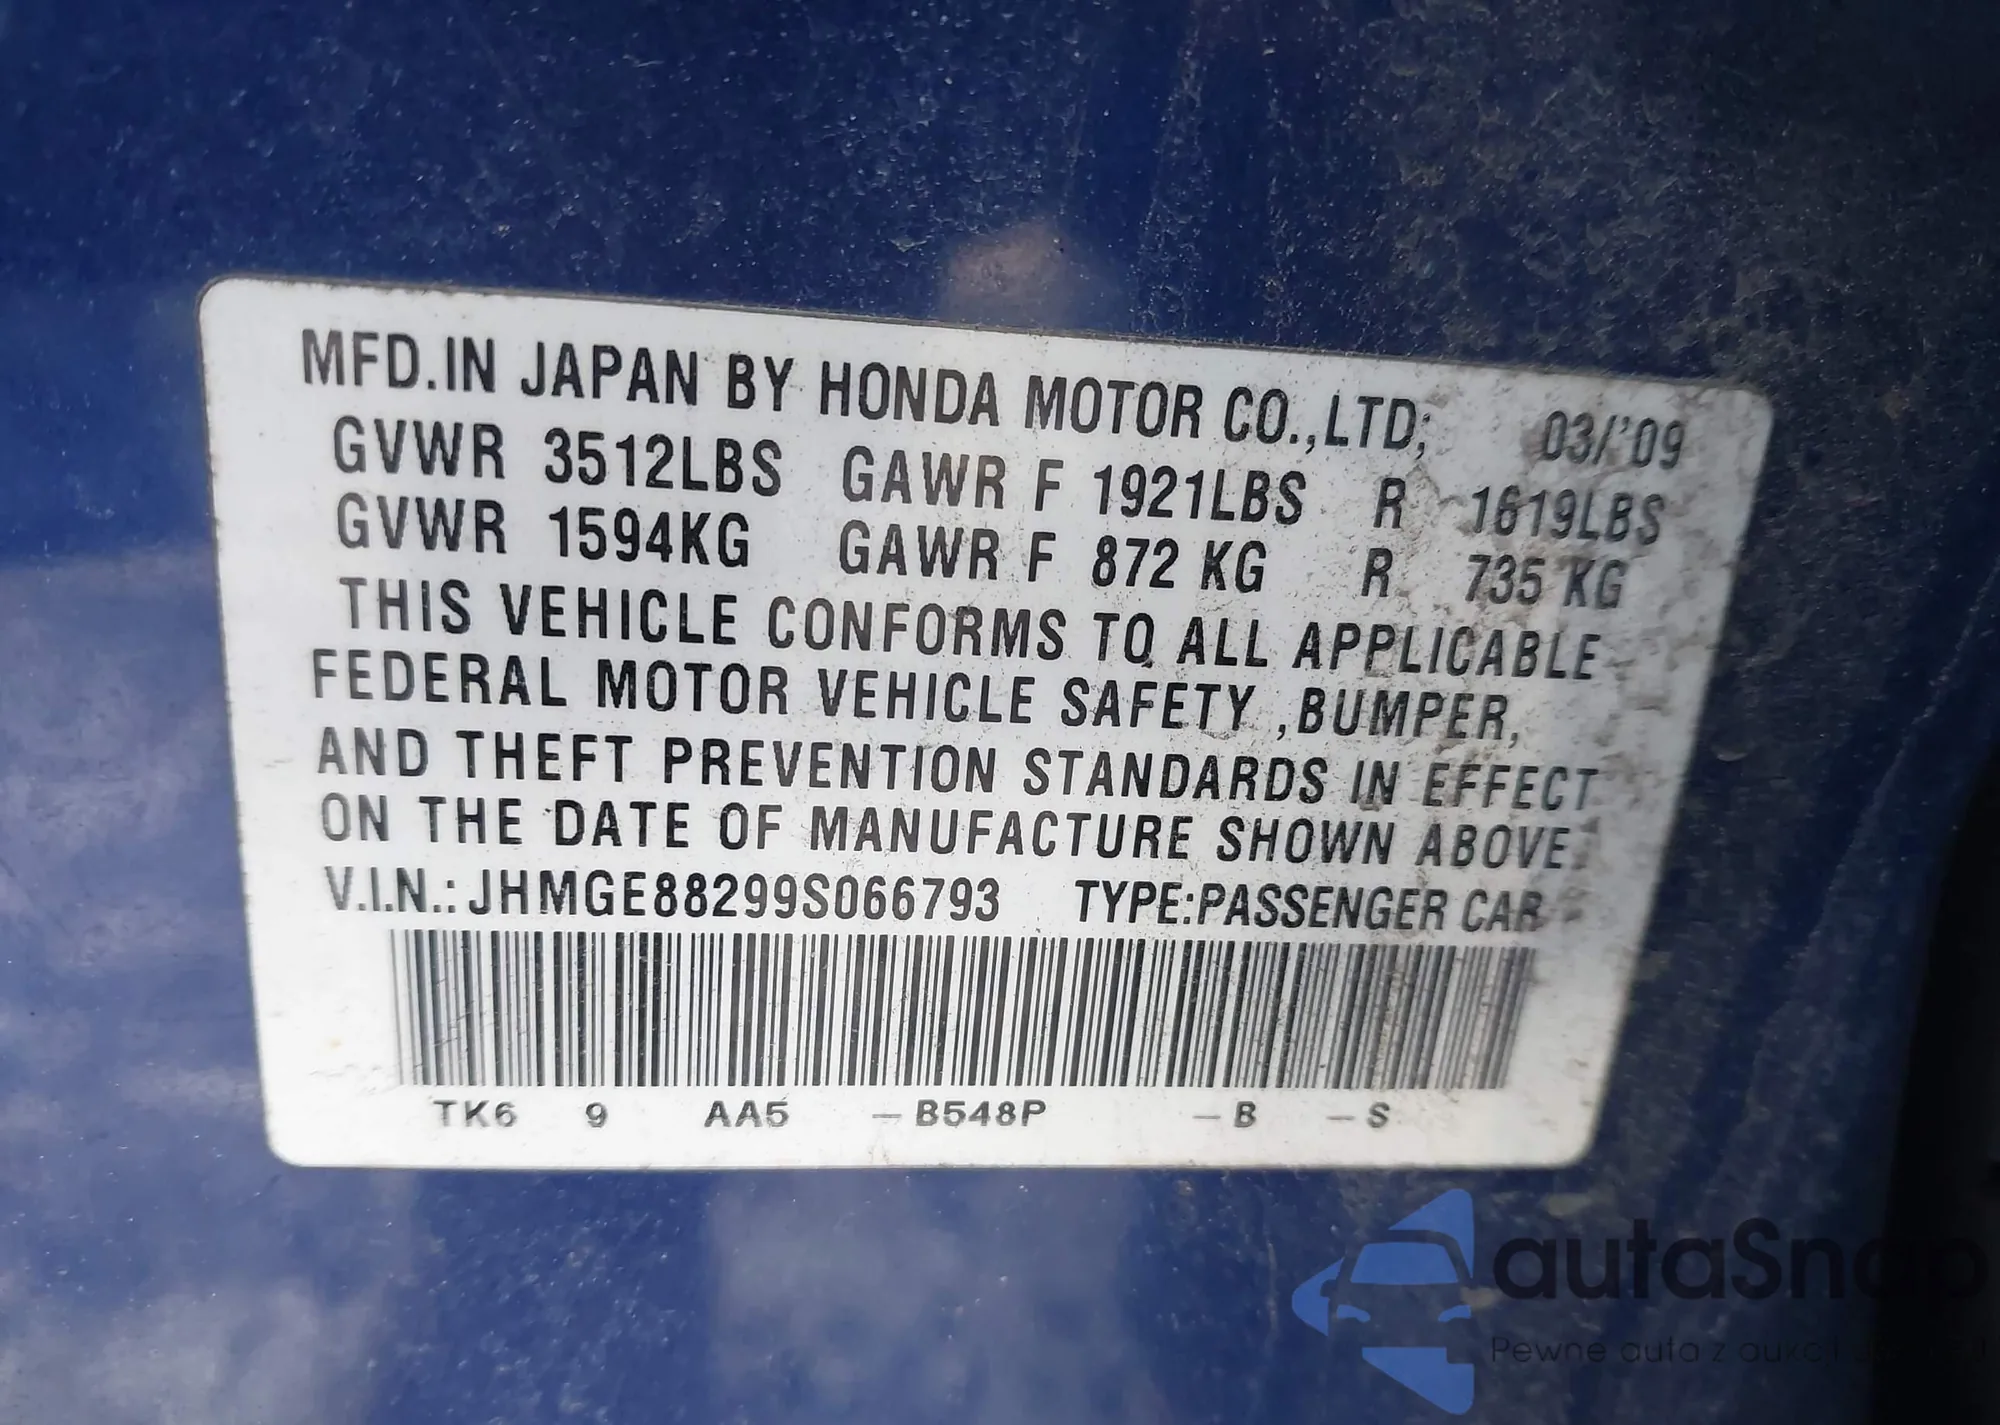 MFD.IN JAPAN BY HONDA MOTOR CO.,LTD; 03/'09
GVWR 3512LBS GAWR F 1921LBS R 1619LBS
GVWR 1594KG GAWR F 872 KG R 735 KG
THIS VEHICLE CONFORMS TO ALL APPLICABLE
FEDERAL MOTOR VEHICLE SAFETY ,BUMPER,
AND THEFT PREVENTION STANDARDS IN EFFECT
ON THE DATE OF MANUFACTURE SHOWN ABOVE.
V.I.N.: JHMGE88299S066793 TYPE:PASSENGER CAR
TK6 9 AA5 -B548P -B -S
autaSnap
Pewne auta z